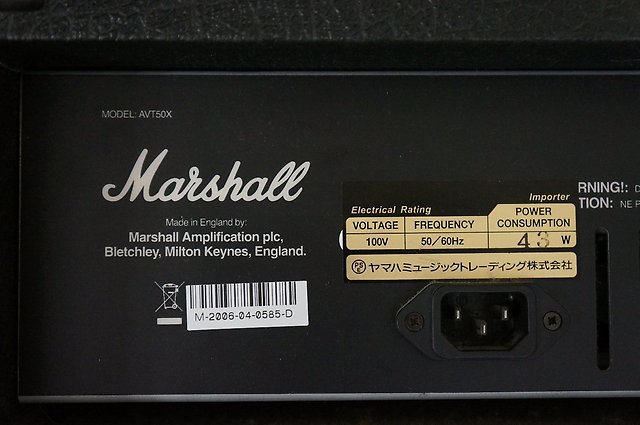 MODEL: AVT50X
Marshall
Made in England by:
Marshall Amplification plc,
Bletchley, Milton Keynes, England.
M-2006-04-0585-D
Electrical Rating
Importer
VOLTAGE FREQUENCY POWER CONSUMPTION
100V 50/60Hz 43 W
PSE ヤマハミュージックトレーディング株式会社
RNING!: D
TION: NE P